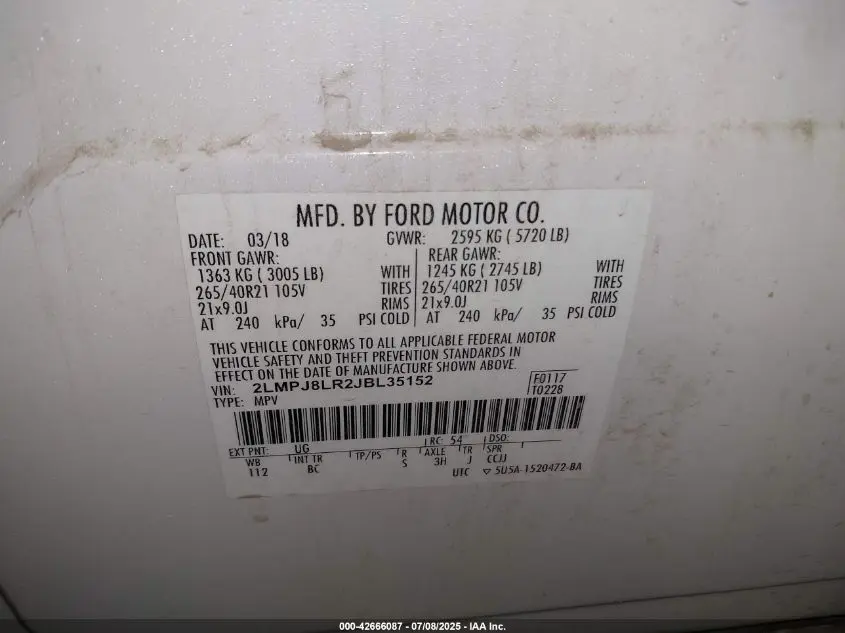 MFD. BY FORD MOTOR CO.
DATE: 03/18 GVWR: 2595 KG ( 5720 LB)
FRONT GAWR: REAR GAWR:
1363 KG ( 3005 LB) WITH 1245 KG ( 2745 LB) WITH
265/40R21 105V TIRES 265/40R21 105V TIRES
21x9.0J RIMS 21x9.0J RIMS
AT 240 kPa/ 35 PSI COLD AT 240 kPa/ 35 PSI COLD
THIS VEHICLE CONFORMS TO ALL APPLICABLE FEDERAL MOTOR
VEHICLE SAFETY AND THEFT PREVENTION STANDARDS IN
EFFECT ON THE DATE OF MANUFACTURE SHOWN ABOVE.
VIN: 2LMPJ8LR2JBL35152 F0117
TYPE: MPV T0228
EXT PNT: UG RC: 54 DSO:
WB INT TR TP/PS R AXLE TR SPR
112 BC S 3H J CCJJ
UTC ▽ 5U5A-1520472-BA
000-42666087 - 07/08/2025 - IAA Inc.